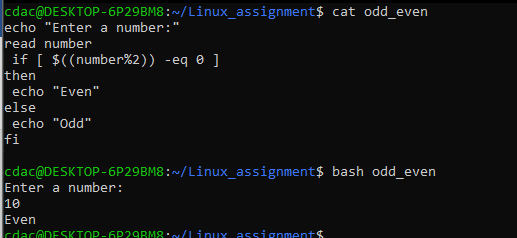 cdac@DESKTOP-6P29BM8:~/Linux_assignment$ cat odd_even
echo "Enter a number:"
read number
 if [ $((number%2)) -eq 0 ]
then
 echo "Even"
else
 echo "Odd"
fi
cdac@DESKTOP-6P29BM8:~/Linux_assignment$ bash odd_even
Enter a number:
10
Even
cdac@DESKTOP-6P29BM8:~/Linux_assignment$